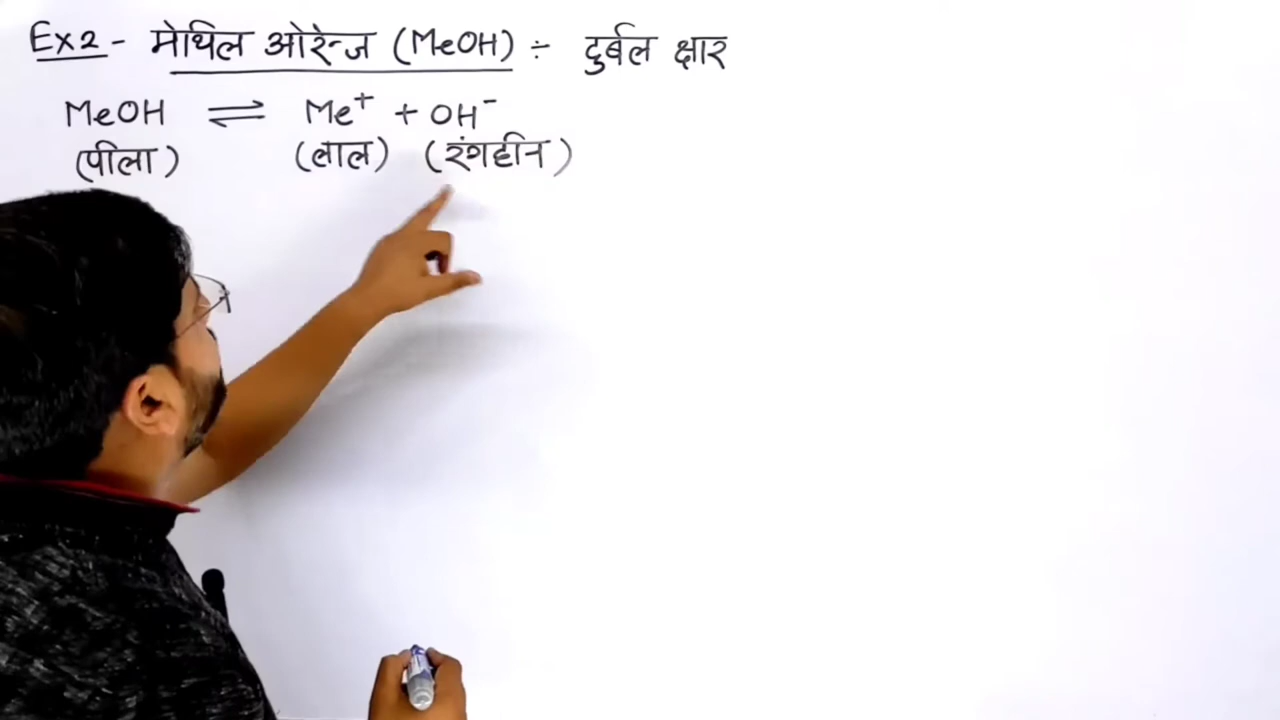 Ex2 - मेथिल ओरेन्ज (MeOH) ÷ दुर्बल क्षार
MeOH ⇌ Me⁺ + OH⁻
(पीला) (लाल) (रंगहीन)